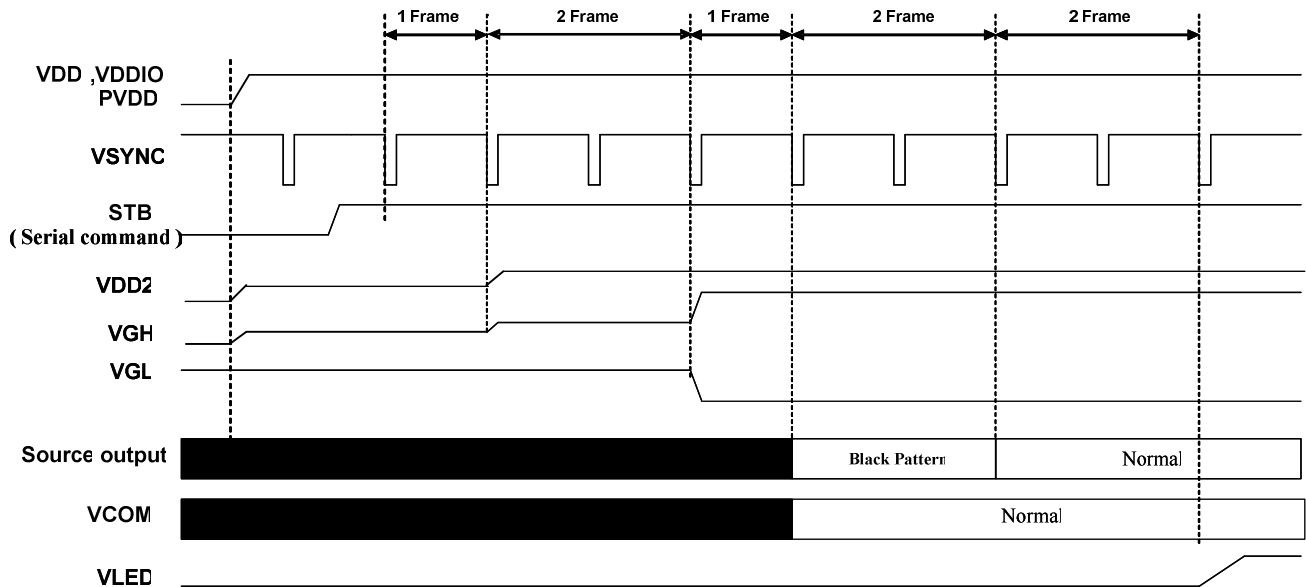 1 Frame 2 Frame 1 Frame 2 Frame 2 Frame
VDD ,VDDIO
PVDD
VSYNC
STB
( Serial command )
VDD2
VGH
VGL
Source output Black Pattern Normal
VCOM Normal
VLED